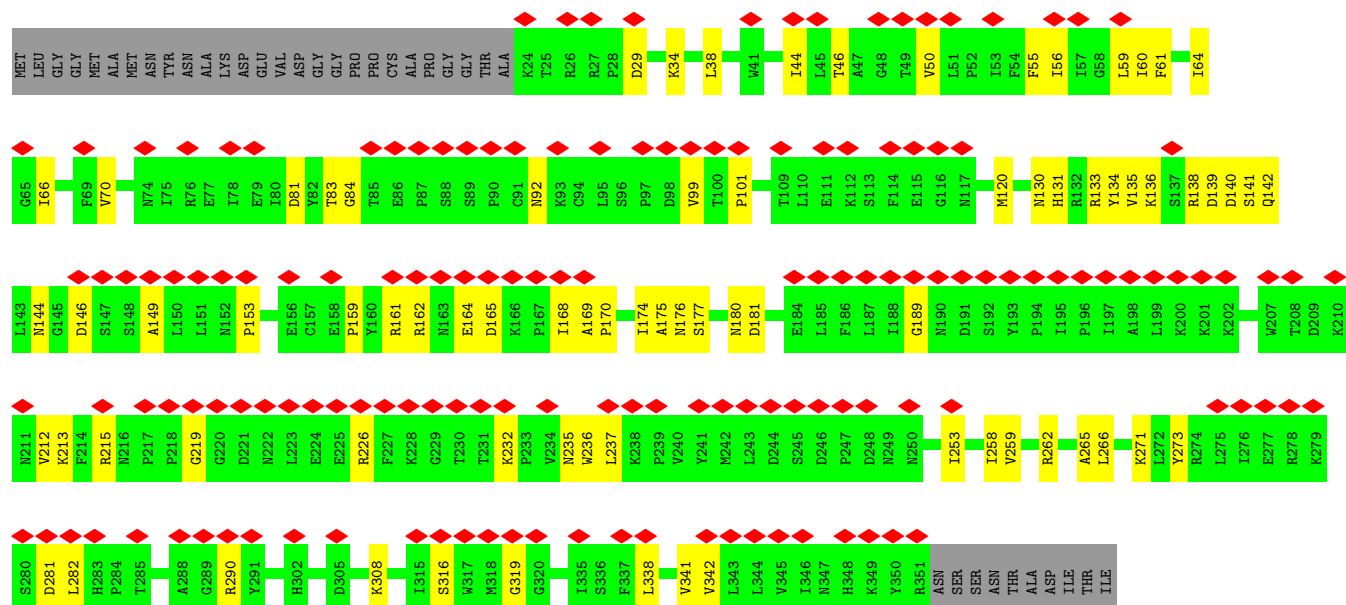 MET LEU GLY GLY MET ALA MET ASN TYR ASN ALA LYS ASP GLU VAL ASP GLY GLY PRO PRO CYS ALA PRO GLY GLY THR ALA K24 T25 R26 R27 P28 D29 K34 L38 W41 I44 L45 T46 A47 G48 T49 V50 L51 P52 I53 F54 F55 I56 I57 G58 L59 I60 F61 I64
G65 I66 F69 V70 N74 I75 R76 E77 I78 E79 I80 D81 Y82 T83 G84 T85 E86 P87 S88 S89 P90 C91 N92 K93 C94 L95 S96 P97 D98 V99 T100 P101 T109 L110 E111 K112 S113 F114 E115 G116 N117 M120 N130 H131 R132 R133 Y134 V135 K136 S137 R138 D139 D140 S141 Q142
L143 N144 G145 D146 S147 S148 A149 L150 L151 N152 P153 E156 C157 E158 P159 Y160 R161 R162 N163 E164 D165 K166 P167 I168 A169 P170 I174 A175 N176 S177 N180 D181 E184 L185 F186 L187 I188 G189 N190 D191 S192 Y193 P194 I195 P196 I197 A198 L199 K200 K201 K202 W207 T208 D209 K210
N211 V212 K213 F214 R215 N216 P217 P218 G219 G220 D221 N222 L223 E224 E225 R226 F227 K228 G229 T230 T231 K232 P233 V234 N235 W236 L237 K238 P239 V240 Y241 M242 L243 D244 S245 D246 P247 D248 N249 N250 I253 I258 V259 R262 A265 L266 K271 L272 Y273 R274 L275 I276 E277 R278 K279
S280 D281 L282 H283 P284 T285 A288 G289 R290 Y291 H302 D305 K308 I315 S316 W317 M318 G319 G320 I335 S336 F337 L338 V341 V342 L343 L344 V345 I346 N347 H348 K349 Y350 R351 ASN SER SER ASN THR ALA ASP ILE THR ILE